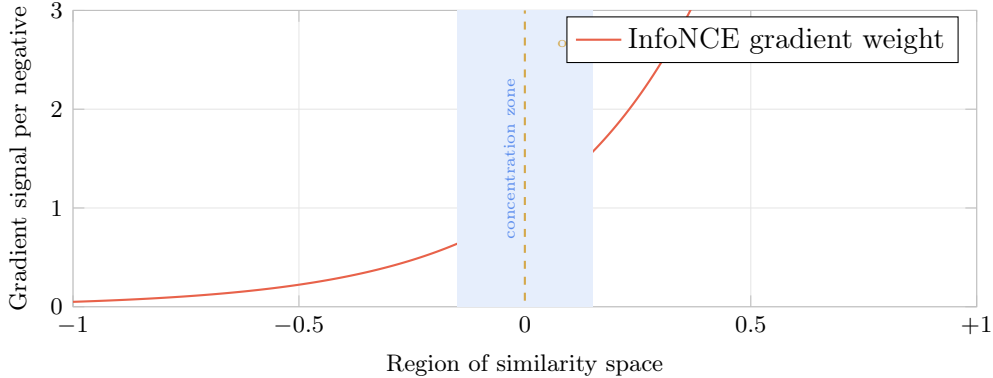 3
2
1
0
Gradient signal per negative
InfoNCE gradient weight
concentration zone
−1
−0.5
0
0.5
+1
Region of similarity space